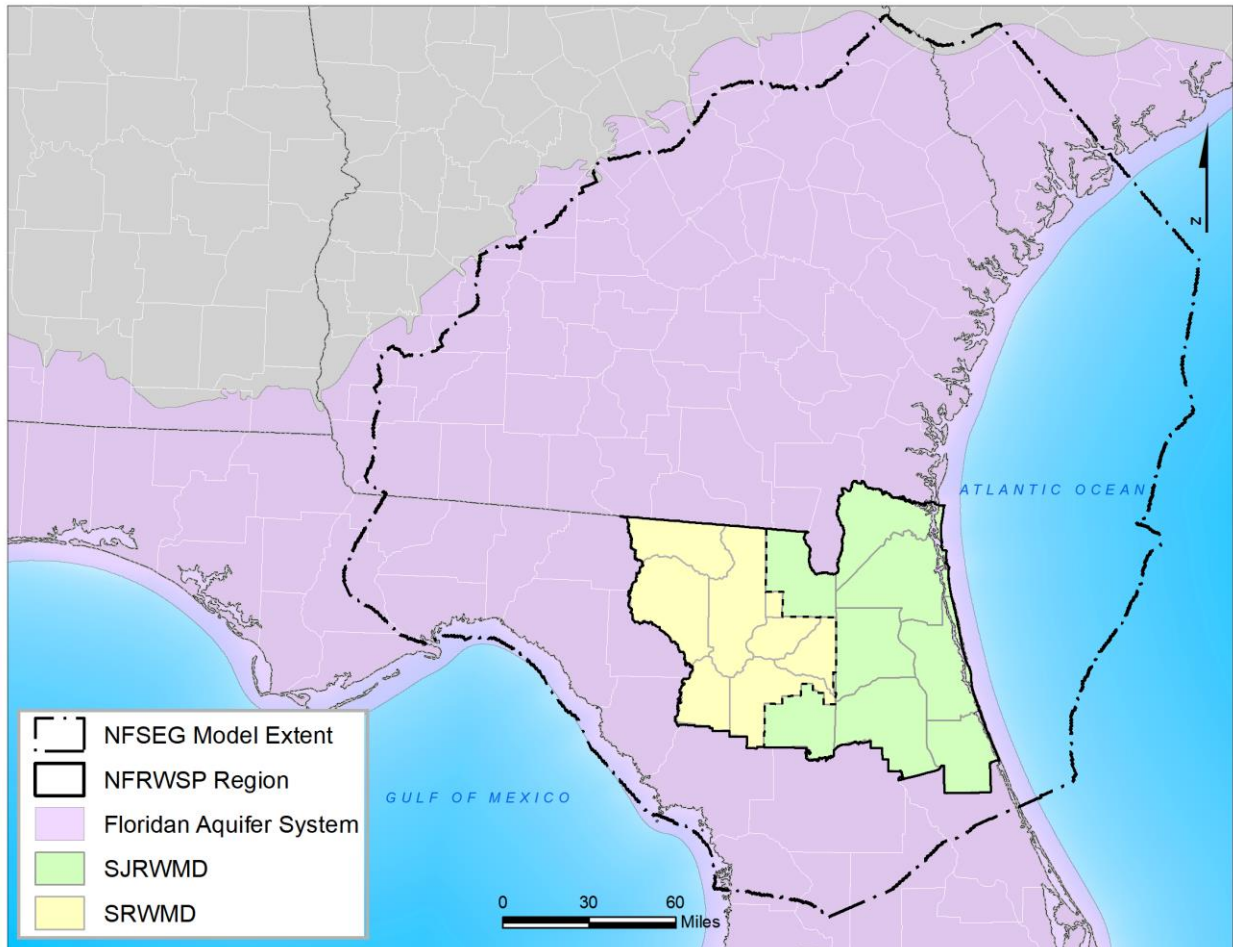 N
ATLANTIC OCEAN
GULF OF MEXICO
NFSEG Model Extent
NFRWSP Region
Floridan Aquifer System
SJRWMD
SRWMD
0 30 60
Miles